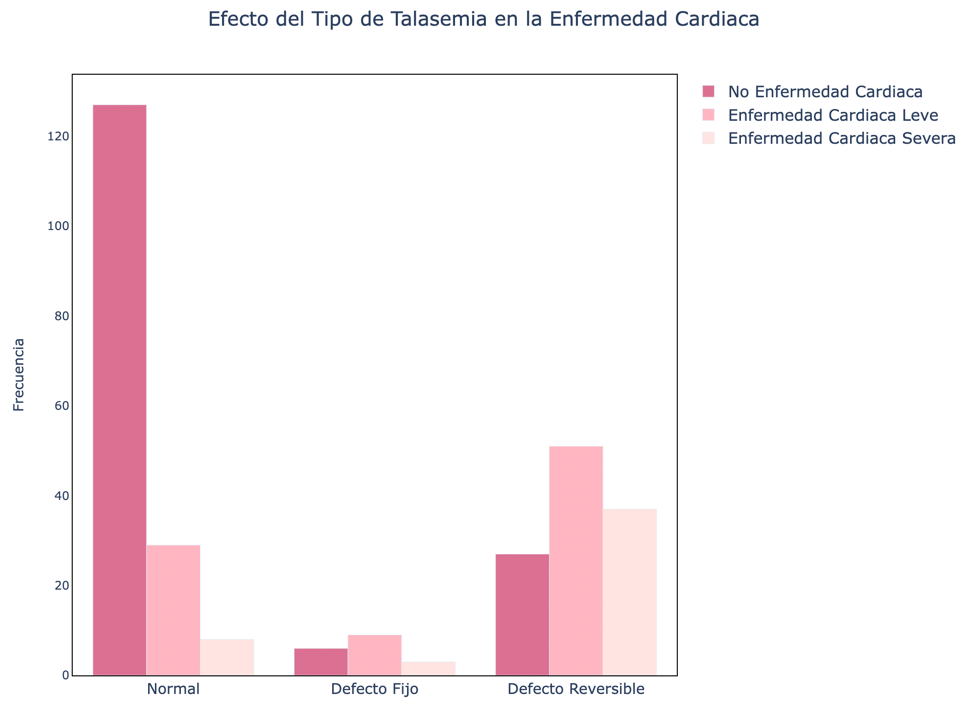 Efecto del Tipo de Talasemia en la Enfermedad Cardiaca
No Enfermedad Cardiaca
Enfermedad Cardiaca Leve
Enfermedad Cardiaca Severa
Frecuencia
120
100
80
60
40
20
0
Normal
Defecto Fijo
Defecto Reversible